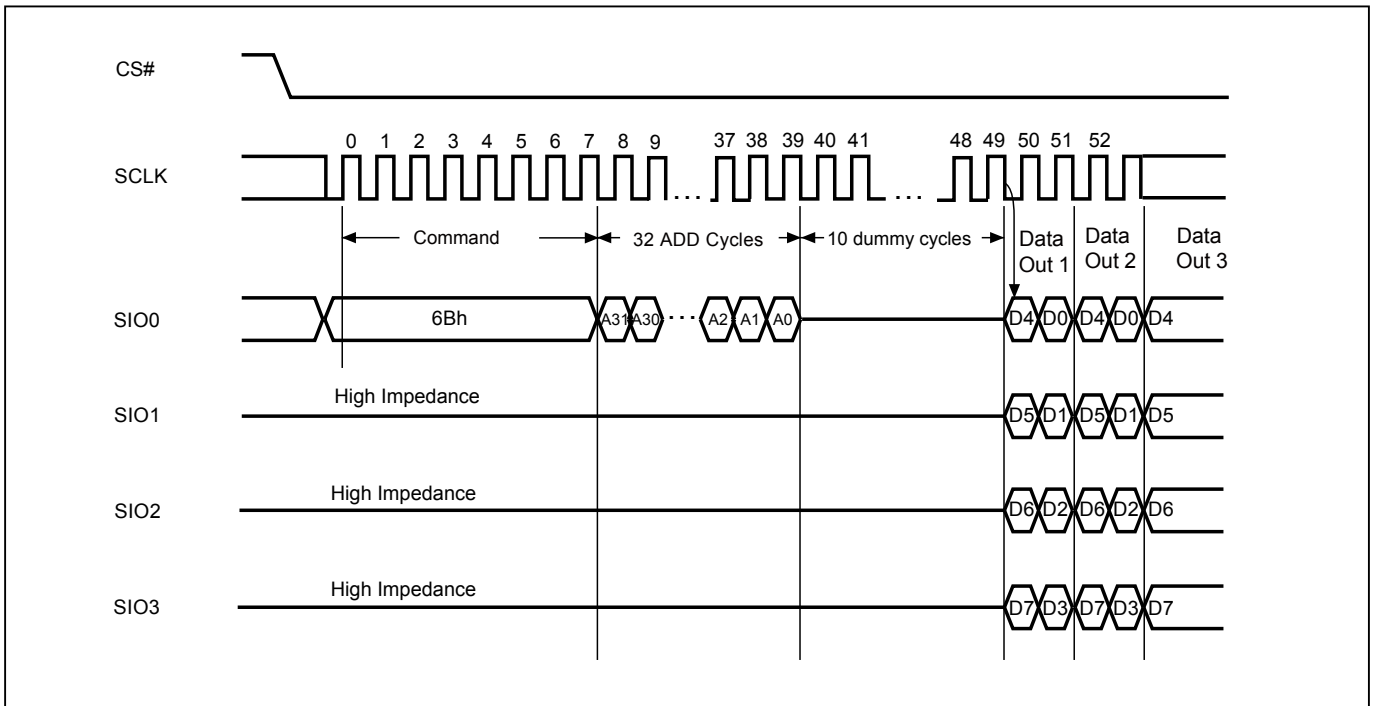 CS#
0 1 2 3 4 5 6 7 8 9 37 38 39 40 41 48 49 50 51 52
SCLK
Command 32 ADD Cycles 10 dummy cycles Data Out 1 Data Out 2 Data Out 3
SIO0 6Bh A31 A30 A2 A1 A0 D4 D0 D4 D0 D4
High Impedance
SIO1 D5 D1 D5 D1 D5
High Impedance
SIO2 D6 D2 D6 D2 D6
High Impedance
SIO3 D7 D3 D7 D3 D7